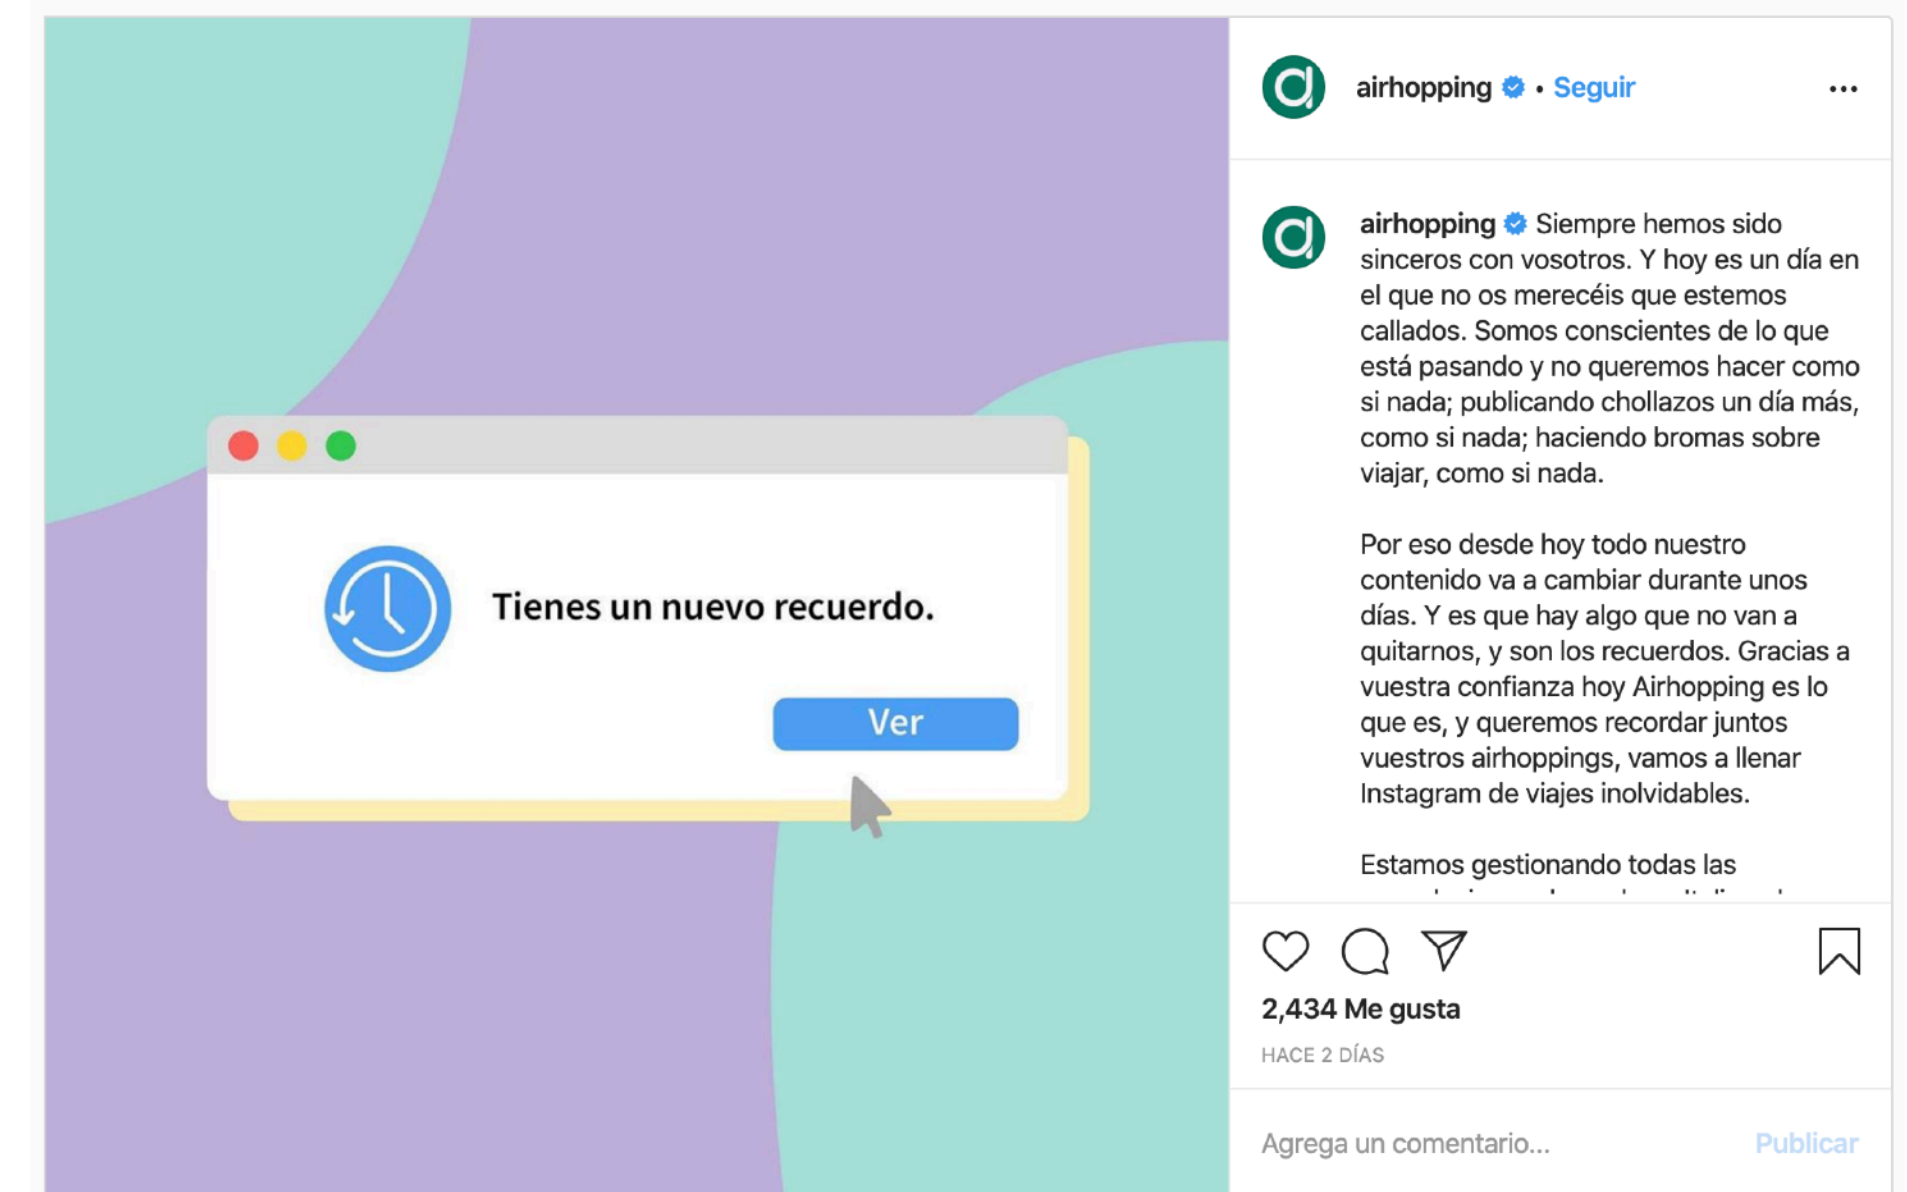 Tienes un nuevo recuerdo.
Ver
airhopping • Seguir
airhopping Siempre hemos sido
sinceros con vosotros. Y hoy es un día en
el que no os merecéis que estemos
callados. Somos conscientes de lo que
está pasando y no queremos hacer como
si nada; publicando chollazos un día más,
como si nada; haciendo bromas sobre
viajar, como si nada.
Por eso desde hoy todo nuestro
contenido va a cambiar durante unos
días. Y es que hay algo que no van a
quitarnos, y son los recuerdos. Gracias a
vuestra confianza hoy Airhopping es lo
que es, y queremos recordar juntos
vuestros airhoppings, vamos a llenar
Instagram de viajes inolvidables.
Estamos gestionando todas las
2,434 Me gusta
HACE 2 DÍAS
Agrega un comentario...
Publicar